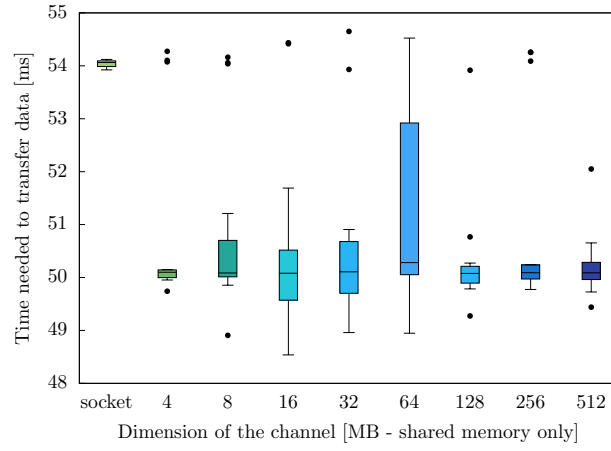 55
54
53
52
51
50
49
48
Time needed to transfer data [ms]
socket 4 8 16 32 64 128 256 512
Dimension of the channel [MB - shared memory only]